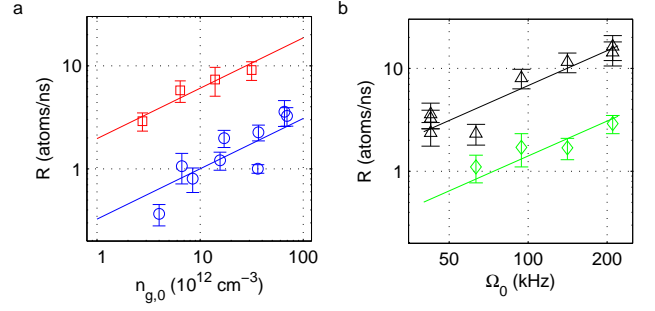 a
b
R (atoms/ns)
10
1
1
10
100
n_{g,0} (10^{12} cm^{-3})
R (atoms/ns)
10
1
50
100
200
Ω_0 (kHz)